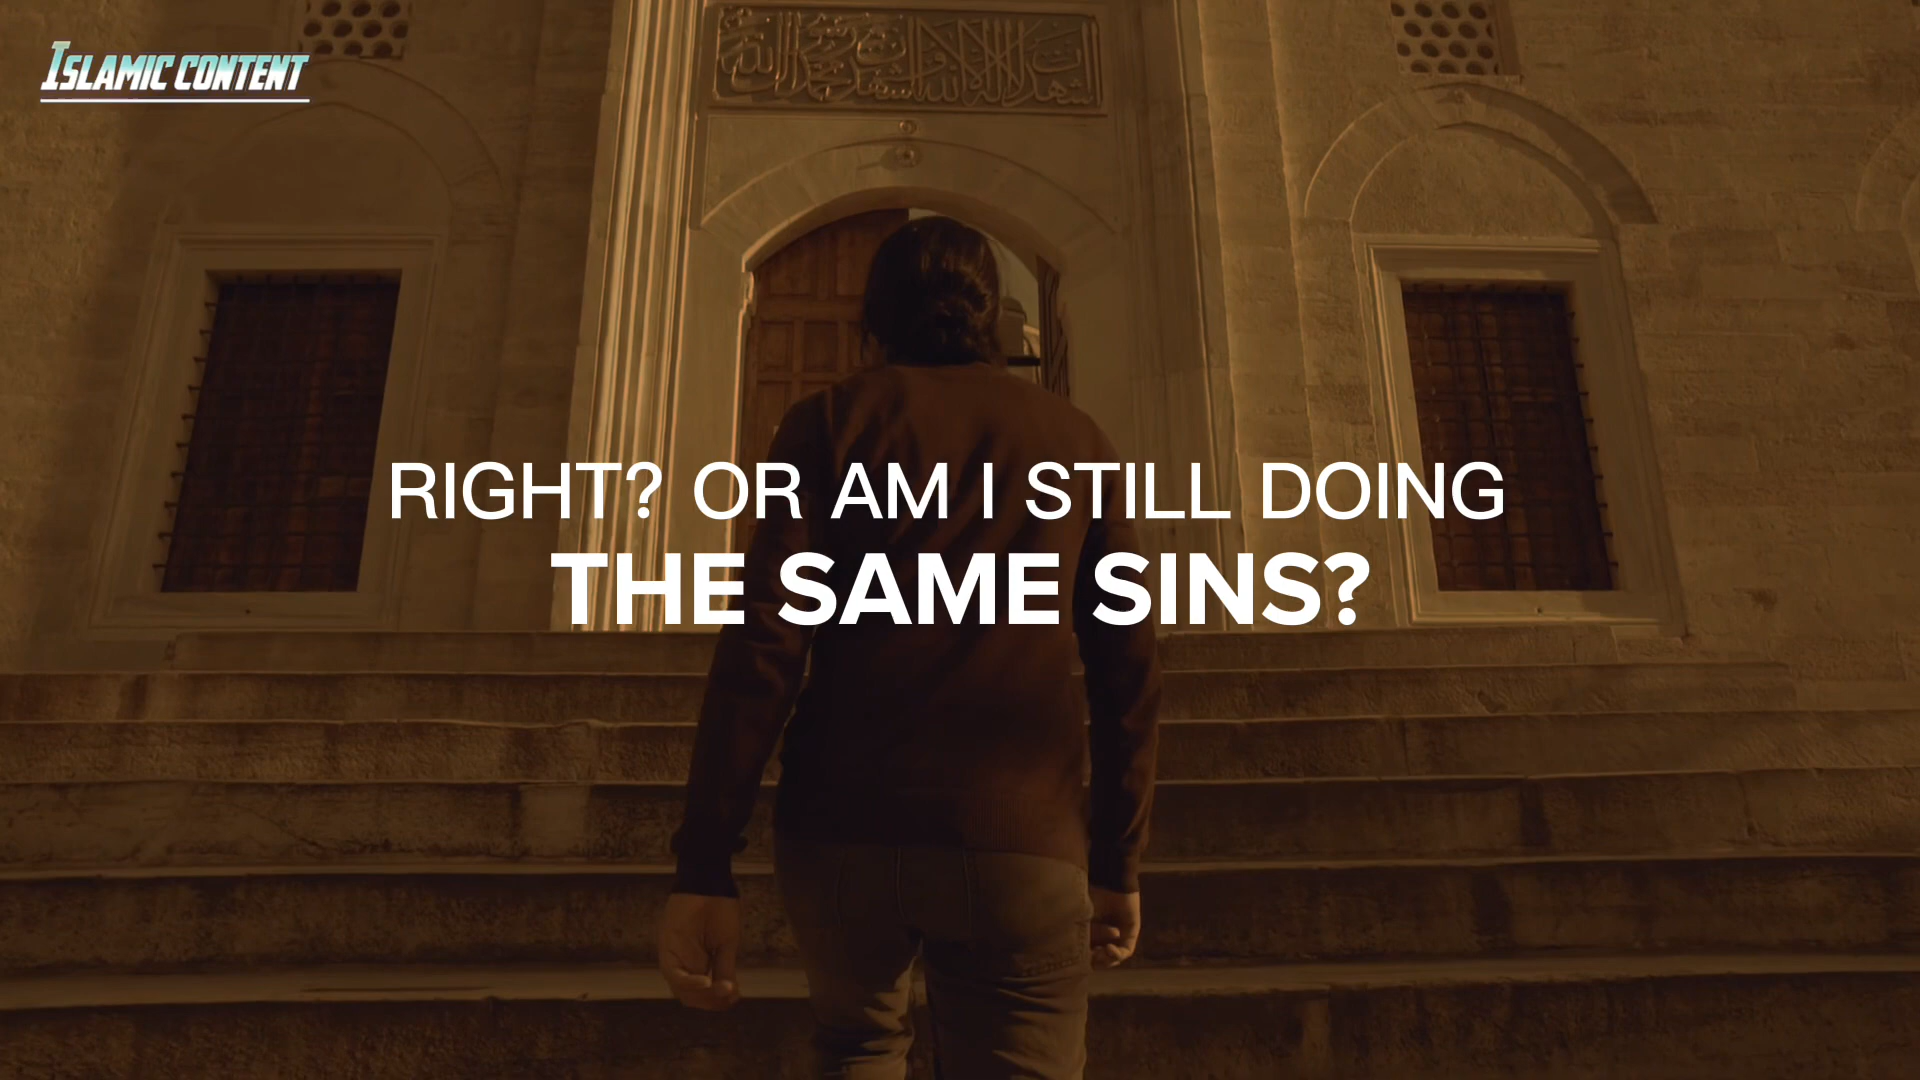 ISLAMIC CONTENT
RIGHT? OR AM I STILL DOING
THE SAME SINS?